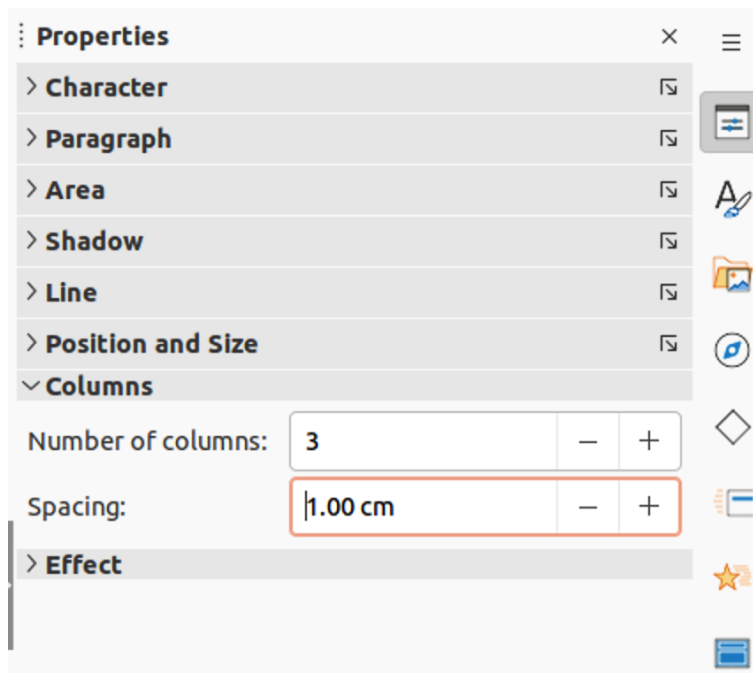 Properties
Character
Paragraph
Area
Shadow
Line
Position and Size
Columns
Number of columns: 3
Spacing: 1.00 cm
Effect